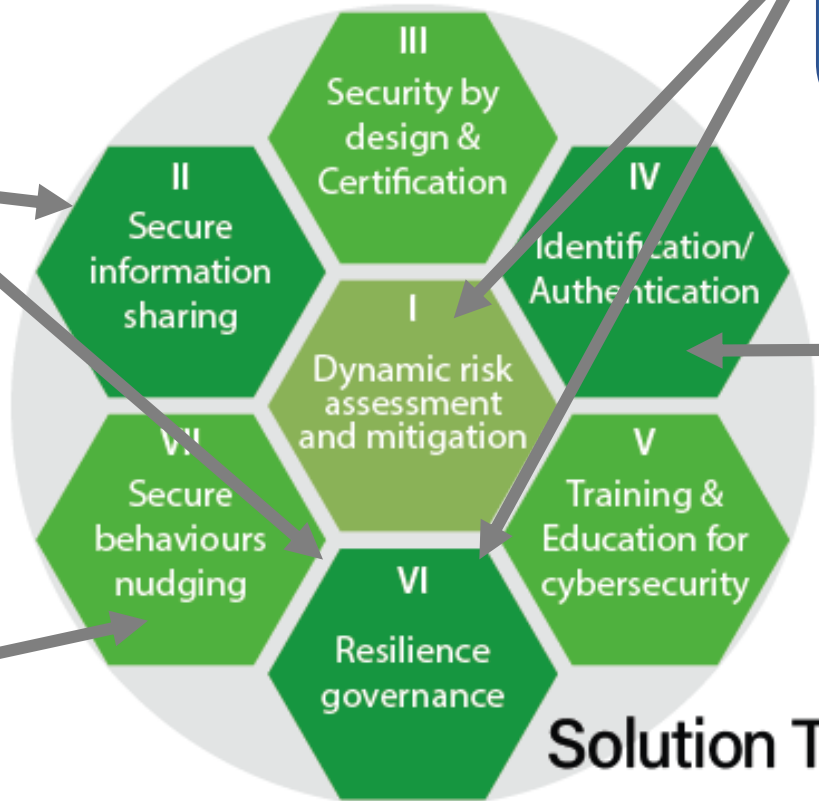 III
Security by
design &
Certification
II
Secure
information
sharing
IV
Identification/
Authentication
I
Dynamic risk
assessment
and mitigation
VII
Secure
behaviours
nudging
V
Training &
Education for
cybersecurity
VI
Resilience
governance
Solution T